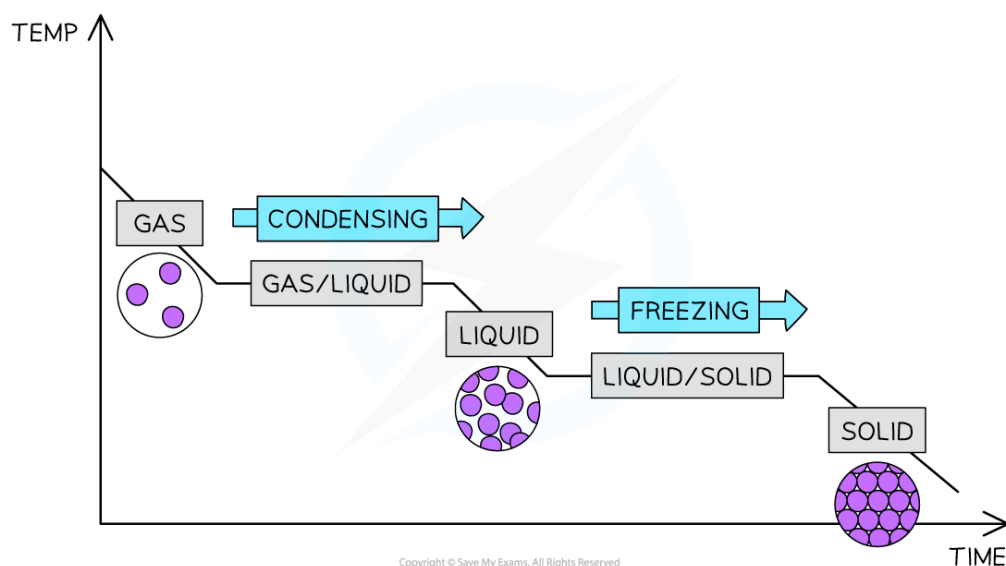 TEMP
GAS
CONDENSING
GAS/LIQUID
FREEZING
LIQUID
LIQUID/SOLID
SOLID
TIME
Copyright © Save My Exams. All Rights Reserved